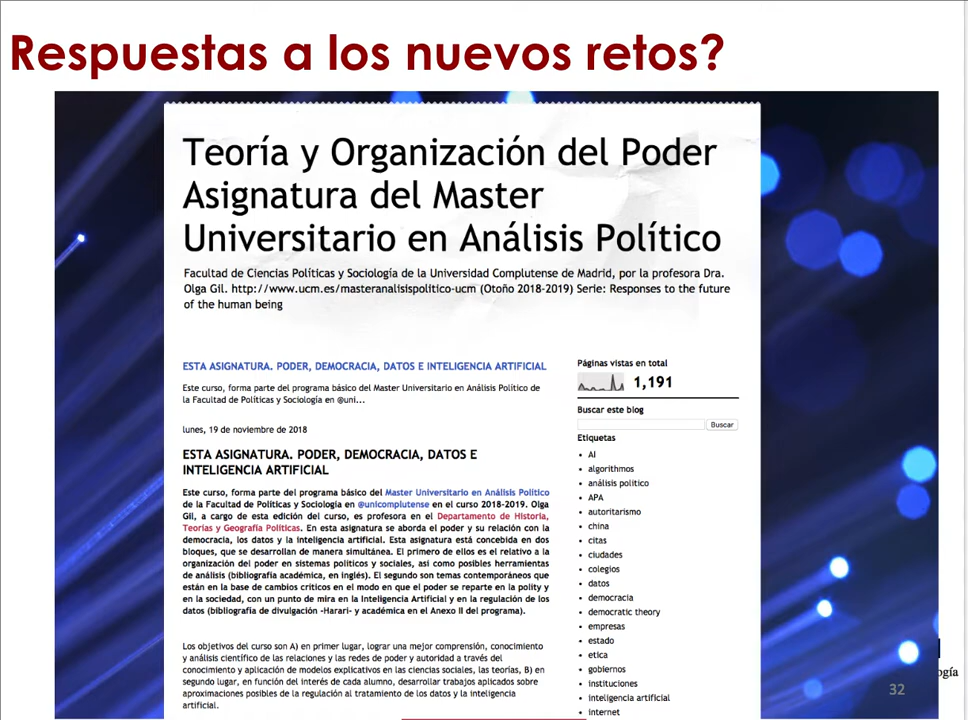 Respuestas a los nuevos retos?
Teoría y Organización del Poder
Asignatura del Master
Universitario en Análisis Político
Facultad de Ciencias Políticas y Sociología de la Universidad Complutense de Madrid, por la profesora Dra.
Olga Gil. http://www.ucm.es/masteranalisispolitico-ucm (Otoño 2018-2019) Serie: Responses to the future
of the human being
ESTA ASIGNATURA. PODER, DEMOCRACIA, DATOS E INTELIGENCIA ARTIFICIAL
Este curso, forma parte del programa básico del Master Universitario en Análisis Político de
la Facultad de Políticas y Sociología en @uni...
lunes, 19 de noviembre de 2018
ESTA ASIGNATURA. PODER, DEMOCRACIA, DATOS E
INTELIGENCIA ARTIFICIAL
Este curso, forma parte del programa básico del Master Universitario en Análisis Político
de la Facultad de Políticas y Sociología en @unicomplutense en el curso 2018-2019. Olga
Gil, a cargo de esta edición del curso, es profesora en el Departamento de Historia,
Teorías y Geografía Políticas. En esta asignatura se aborda el poder y su relación con la
democracia, los datos y la inteligencia artificial. Esta asignatura está concebida en dos
bloques, que se desarrollan de manera simultánea. El primero de ellos es el relativo a la
organización del poder en sistemas políticos y sociales, así como posibles herramientas
de análisis (bibliografía académica, en inglés). El segundo son temas contemporáneos que
están en la base de cambios críticos en el modo en que el poder se reparte en la polity y
en la sociedad, con un punto de mira en la Inteligencia Artificial y en la regulación de los
datos (bibliografía de divulgación -Harari- y académica en el Anexo II del programa).
Los objetivos del curso son A) en primer lugar, lograr una mejor comprensión, conocimiento
y análisis científico de las relaciones y las redes de poder y autoridad a través del
conocimiento y aplicación de modelos explicativos en las ciencias sociales, las teorías, B) en
segundo lugar, en función del interés de cada alumno, desarrollar trabajos aplicados sobre
aproximaciones posibles de la regulación al tratamiento de los datos y la inteligencia
artificial.
Páginas vistas en total
1,191
Buscar este blog
Buscar
Etiquetas
AI
algorithmos
análisis político
APA
autoritarismo
china
citas
ciudades
colegios
datos
democracia
democratic theory
empresas
estado
etica
gobiernos
instituciones
inteligencia artificial
internet
ogía
32